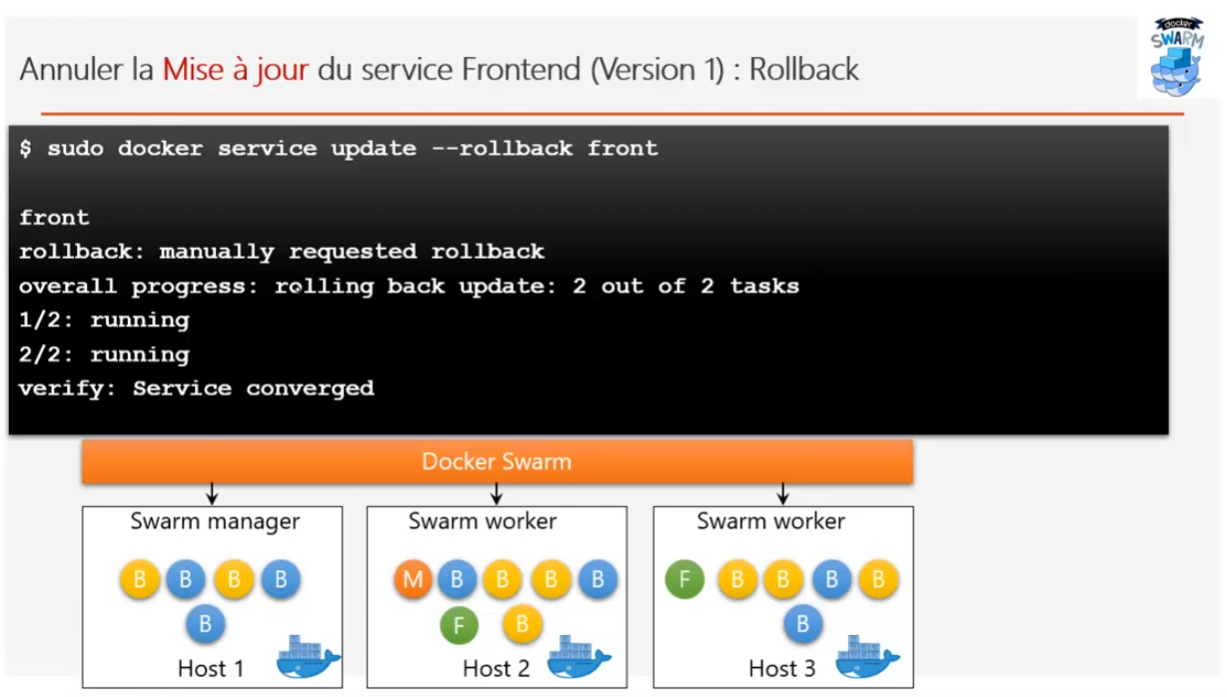 docker
SWARM
Annuler la Mise à jour du service Frontend (Version 1) : Rollback
$ sudo docker service update --rollback front
front
rollback: manually requested rollback
overall progress: rolling back update: 2 out of 2 tasks
1/2: running
2/2: running
verify: Service converged
Docker Swarm
Swarm manager
B B B B
B
Host 1
Swarm worker
M B B B B
F B
Host 2
Swarm worker
F B B B B
B
Host 3